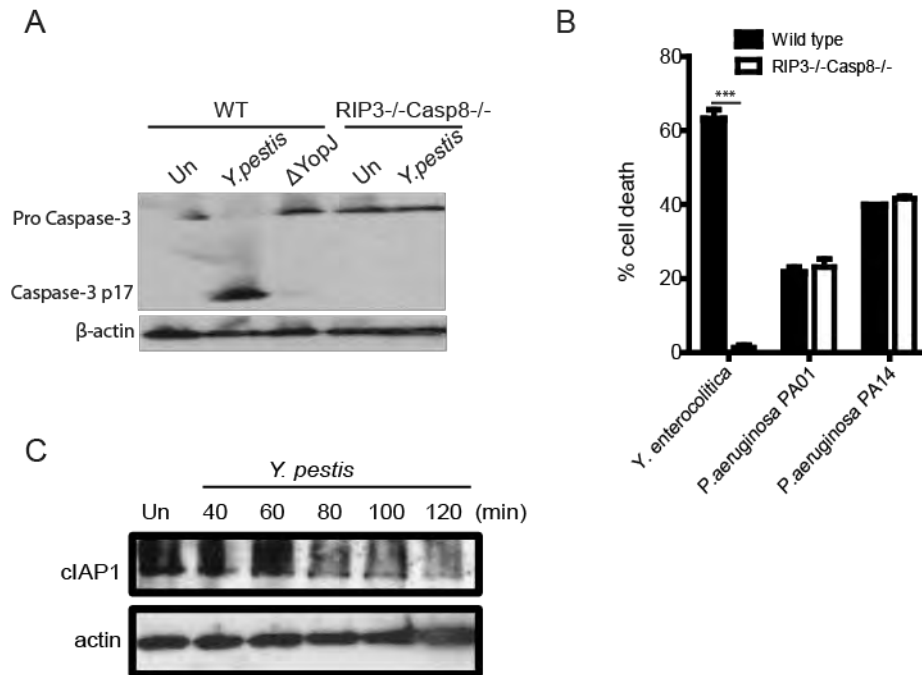 A
WT
RIP3-/-Casp8-/-
Un
Y.pestis
ΔYopJ
Un
Y.pestis
Pro Caspase-3
Caspase-3 p17
β-actin
B
Wild type
RIP3-/-Casp8-/-
% cell death
80
60
40
20
0
***
Y. enterocolitica
P.aeruginosa PA01
P.aeruginosa PA14
C
Y. pestis
Un 40 60 80 100 120 (min)
cIAP1
actin